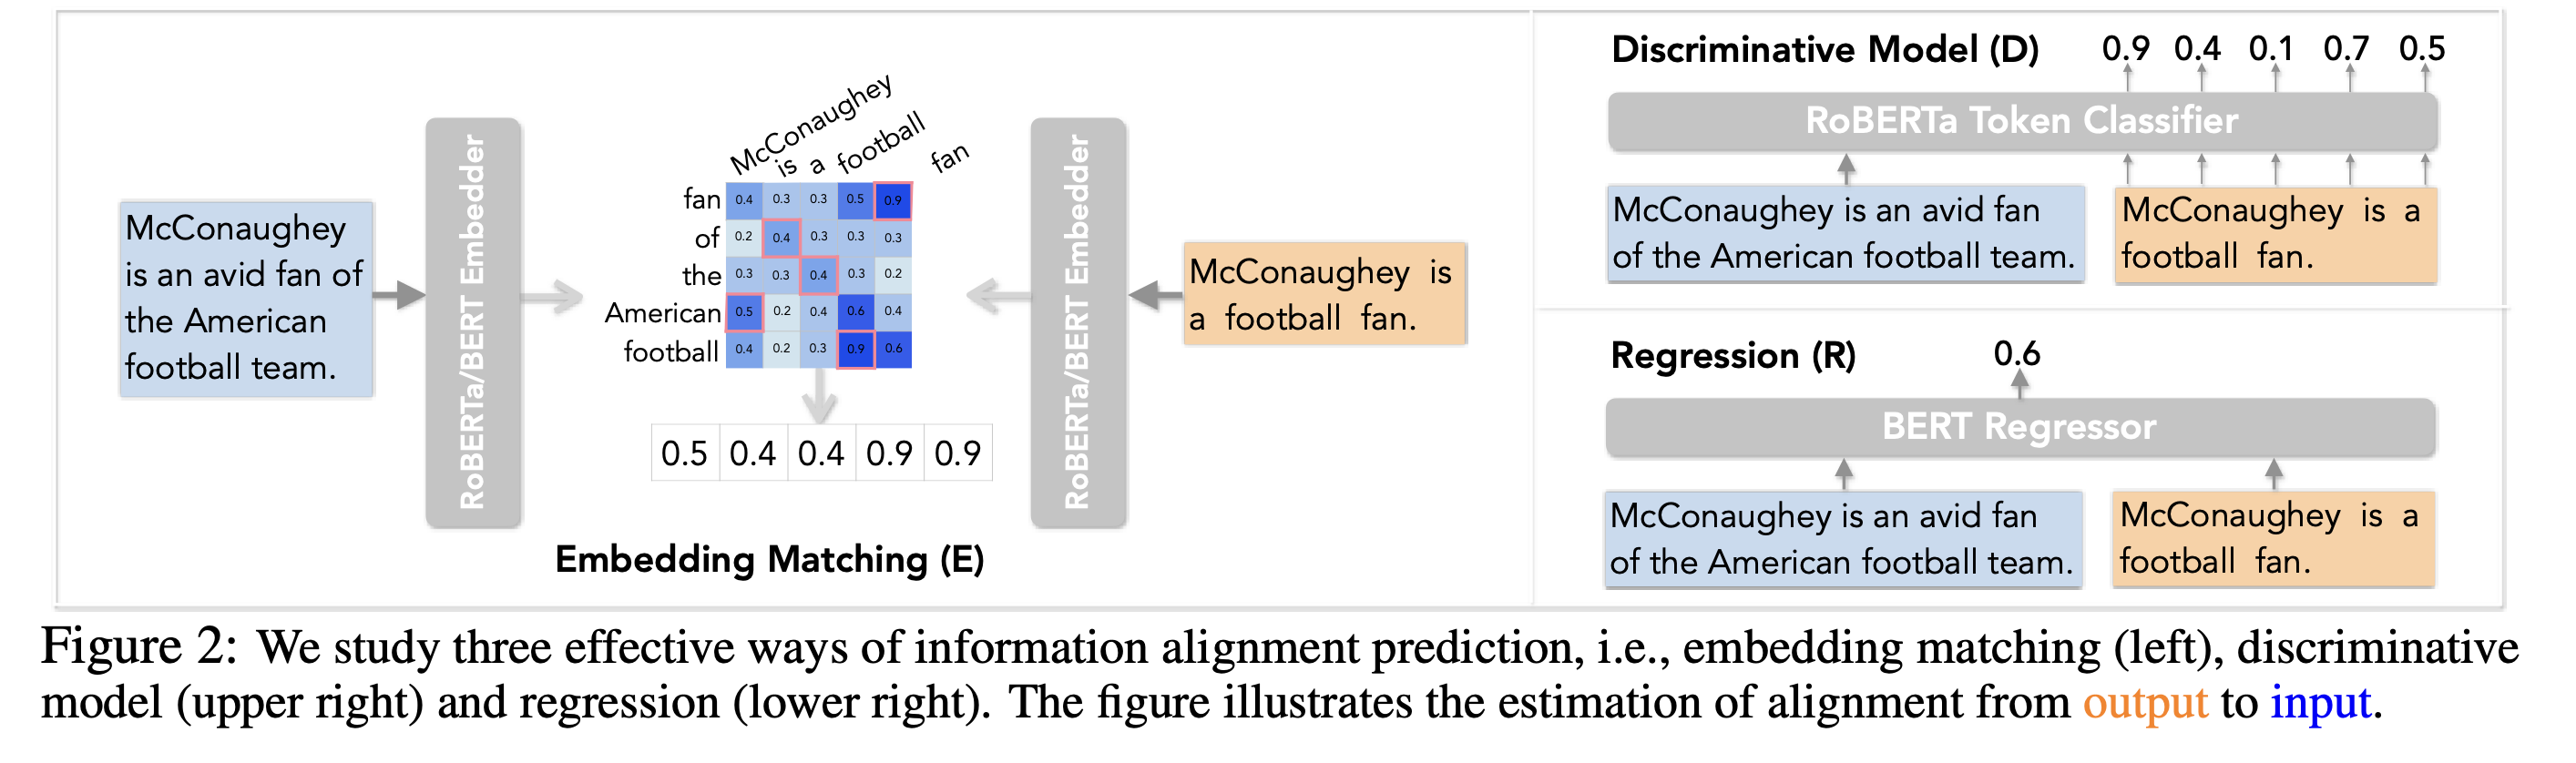 McConaughey
is an avid fan of
the American
football team.
RoBERTa/BERT Embedder
McConaughey is a football fan
fan 0.4 0.3 0.3 0.5 0.9
of 0.2 0.4 0.3 0.3 0.3
the 0.3 0.3 0.4 0.3 0.2
American 0.5 0.2 0.4 0.6 0.4
football 0.4 0.2 0.3 0.9 0.6
0.5 0.4 0.4 0.9 0.9
RoBERTa/BERT Embedder
McConaughey is
a football fan.
Embedding Matching (E)
Discriminative Model (D) 0.9 0.4 0.1 0.7 0.5
RoBERTa Token Classifier
McConaughey is an avid fan
of the American football team.
McConaughey is a
football fan.
Regression (R) 0.6
BERT Regressor
McConaughey is an avid fan
of the American football team.
McConaughey is a
football fan.
Figure 2: We study three effective ways of information alignment prediction, i.e., embedding matching (left), discriminative
model (upper right) and regression (lower right). The figure illustrates the estimation of alignment from output to input.